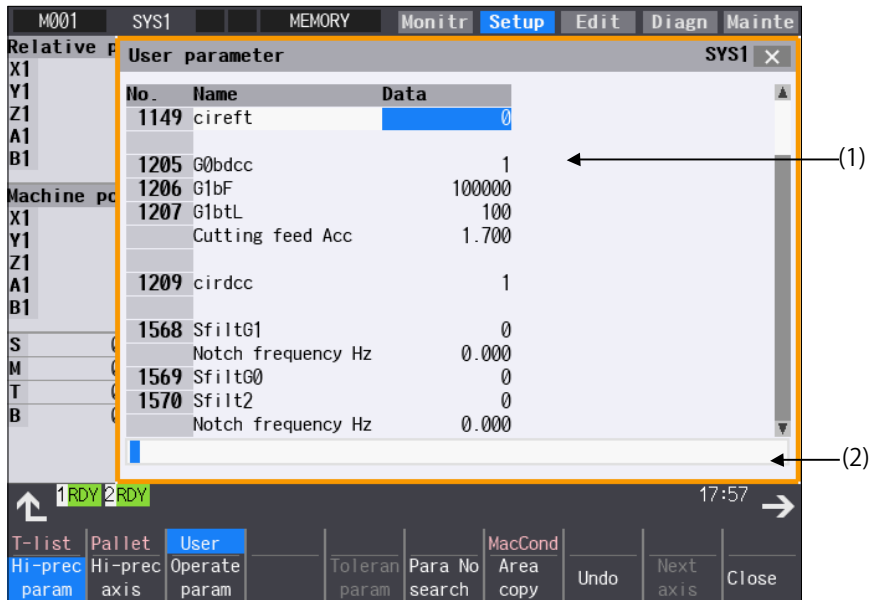 M001 SYS1 MEMORY Monitr Setup Edit Diagn Mainte
Relative p
X1
Y1
Z1
A1
B1
Machine po
X1
Y1
Z1
A1
B1
S 0
M 0
T 0
B 0
User parameter SYS1
No. Name Data
1149 cireft 0
1205 G0bdcc 1
1206 G1bF 100000
1207 G1btL 100
Cutting feed Acc 1.700
1209 cirdcc 1
1568 SfiltG1 0
Notch frequency Hz 0.000
1569 SfiltG0 0
1570 Sfilt2 0
Notch frequency Hz 0.000
(1)
(2)
1RDY 2RDY 17:57
T-list Pallet User MacCond
Hi-prec Hi-prec Operate Toleran Para No Area Undo Next Close
param axis param param search copy axis